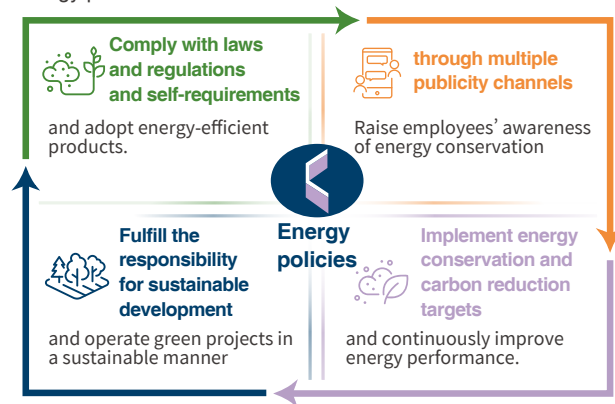 Comply with laws
and regulations
and self-requirements
and adopt energy-efficient
products.
through multiple
publicity channels
Raise employees’ awareness
of energy conservation
Energy
policies
Fulfill the
responsibility
for sustainable
development
and operate green projects in
a sustainable manner
Implement energy
conservation and
carbon reduction
targets
and continuously improve
energy performance.